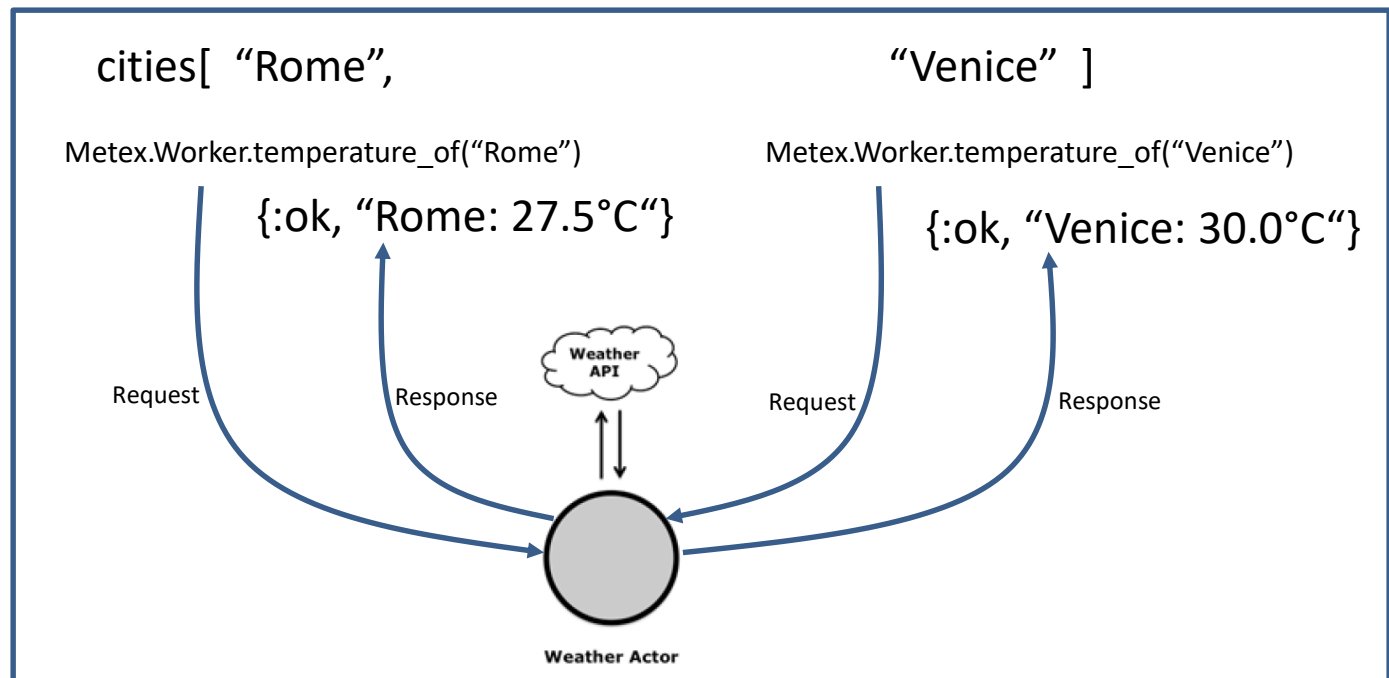 cities[ “Rome”, “Venice” ]
Metex.Worker.temperature_of(“Rome”) Metex.Worker.temperature_of(“Venice”)
{:ok, “Rome: 27.5°C“} {:ok, “Venice: 30.0°C“}
Weather
API
Request Response Request Response
Weather Actor